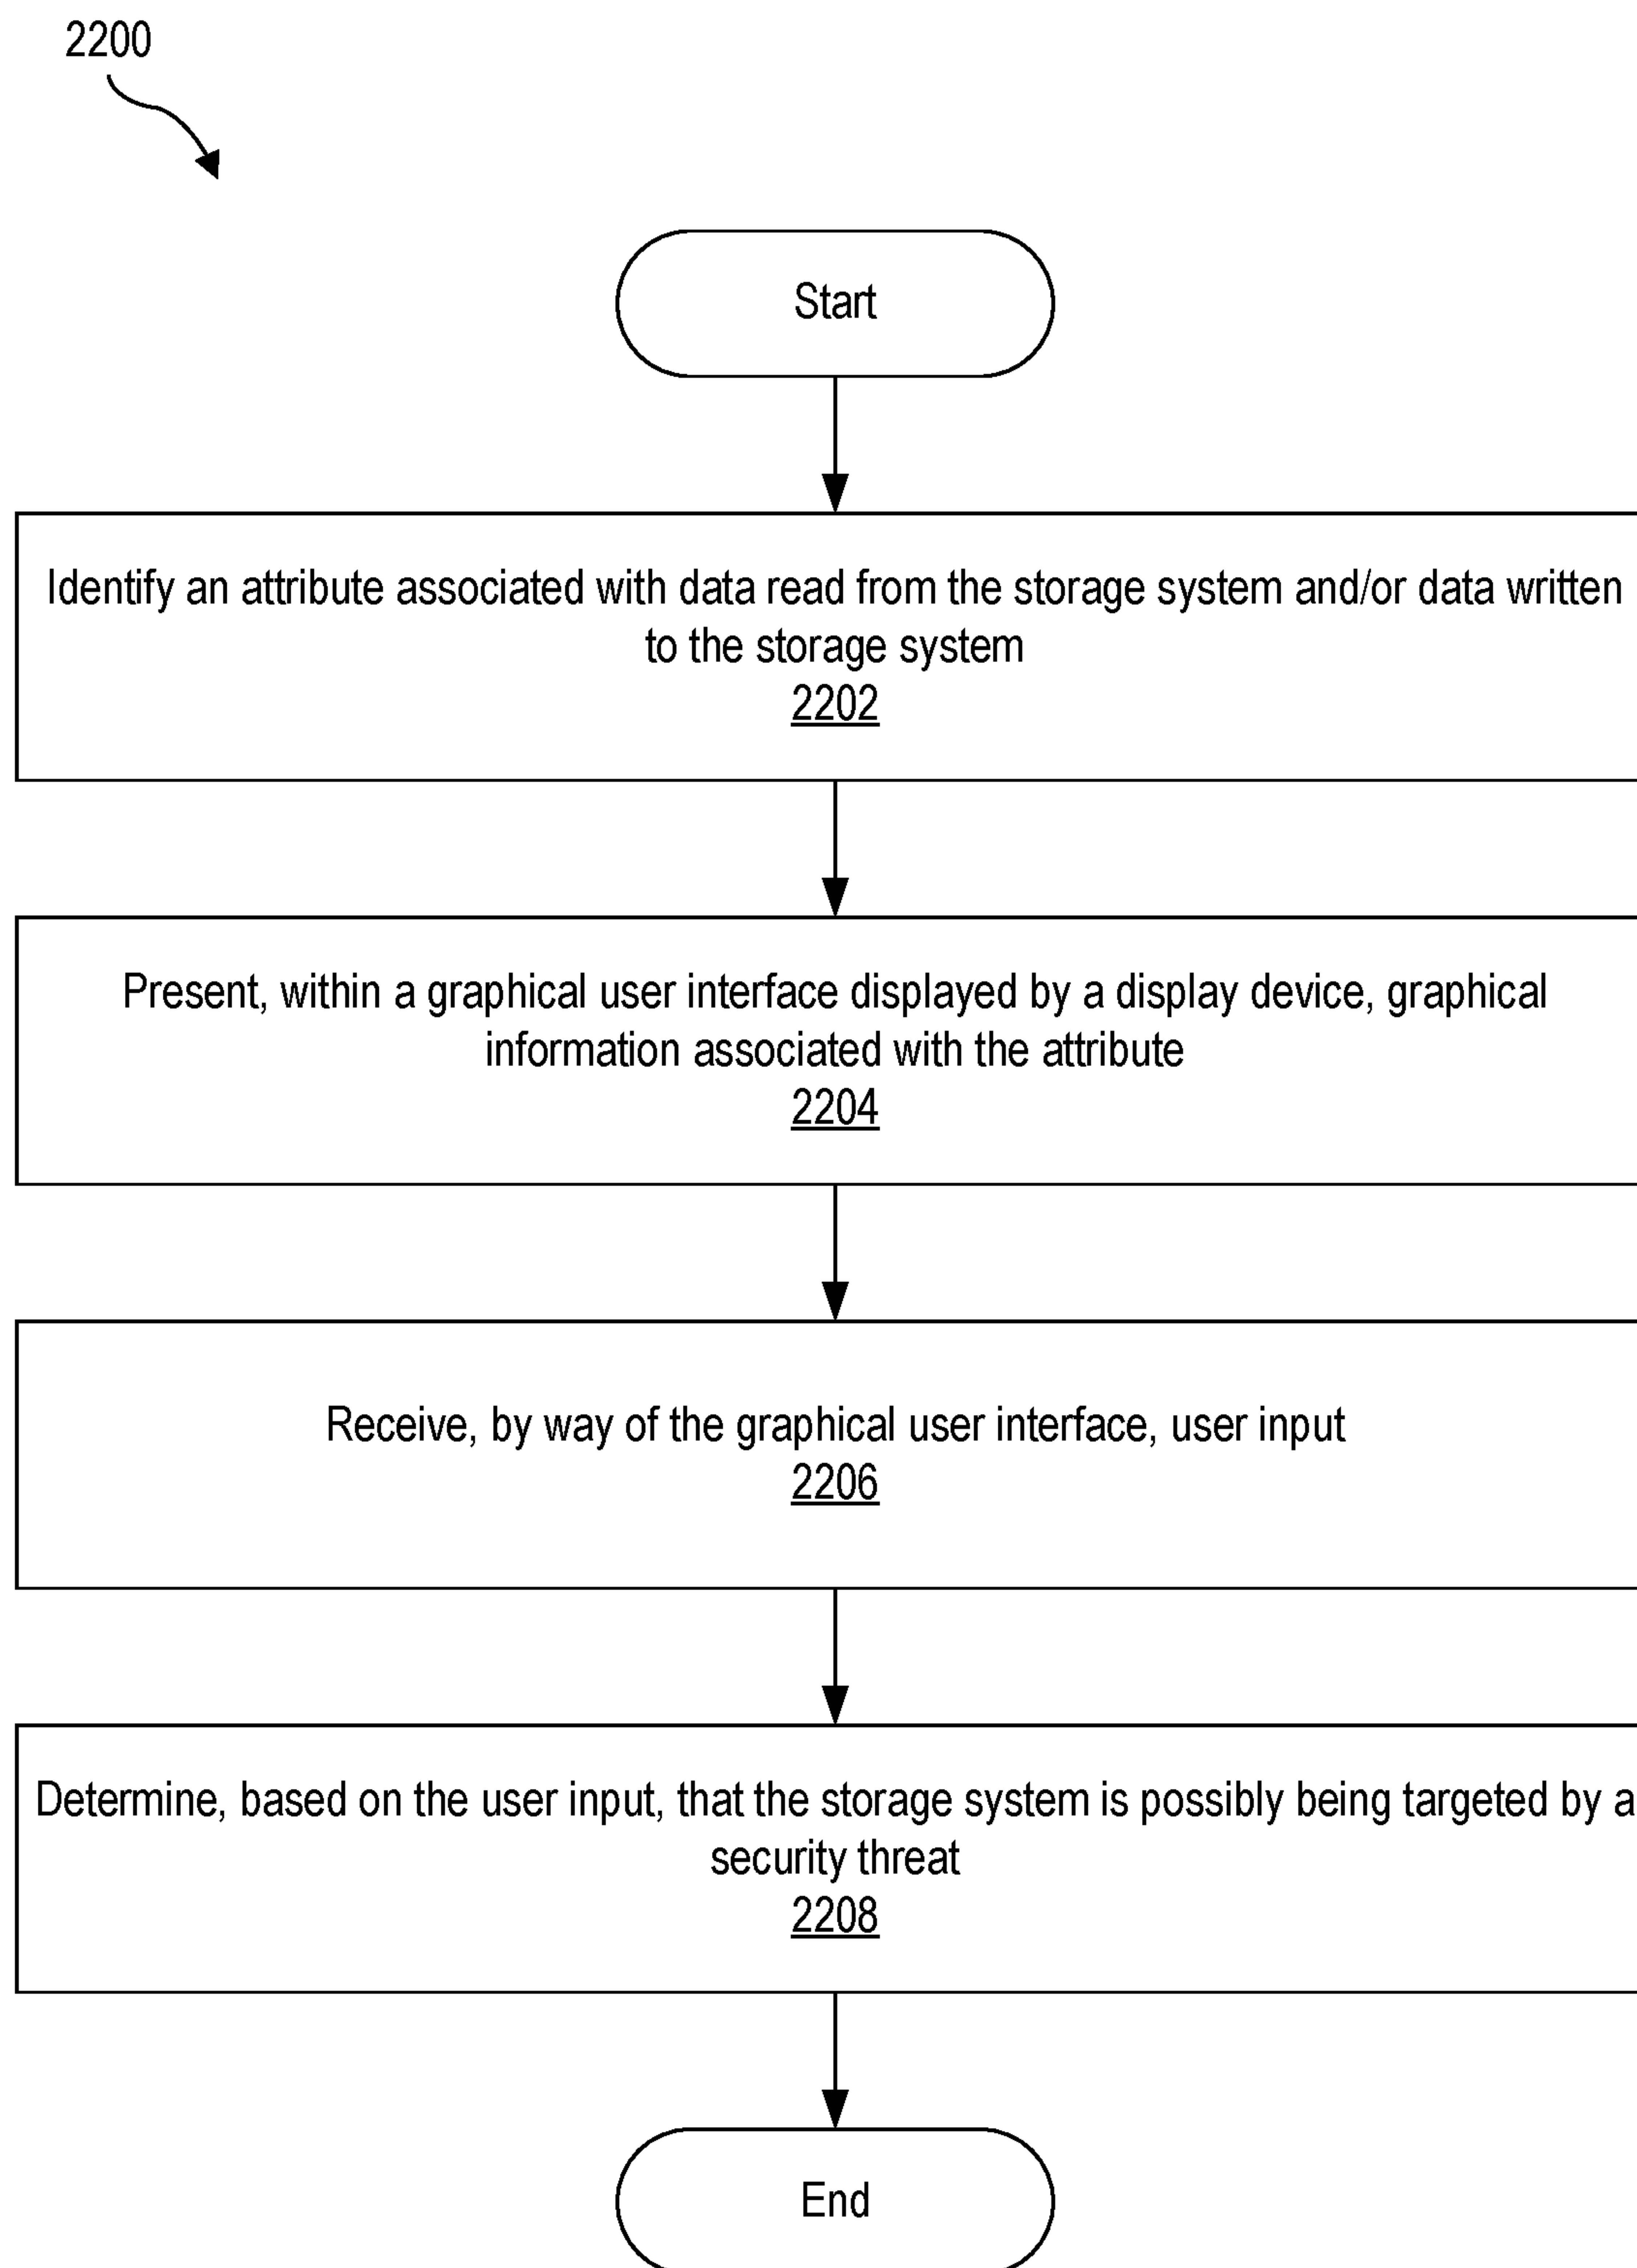 2200
Start
Identify an attribute associated with data read from the storage system and/or data written
to the storage system
2202
Present, within a graphical user interface displayed by a display device, graphical
information associated with the attribute
2204
Receive, by way of the graphical user interface, user input
2206
Determine, based on the user input, that the storage system is possibly being targeted by a
security threat
2208
End